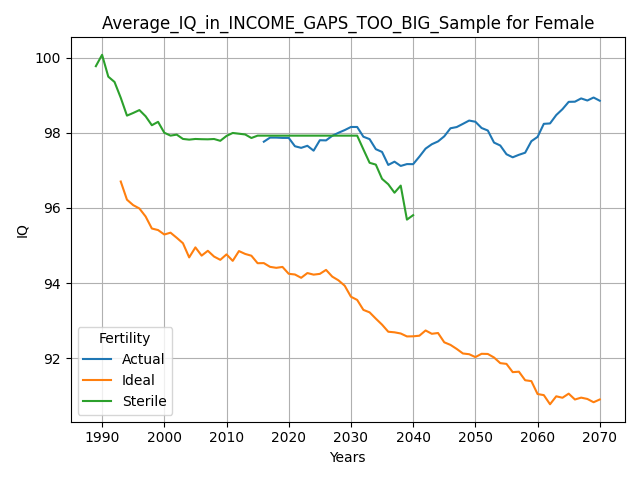 Average_IQ_in_INCOME_GAPS_TOO_BIG_Sample for Female
IQ
100
98
96
94
92
Fertility
Actual
Ideal
Sterile
1990 2000 2010 2020 2030 2040 2050 2060 2070
Years